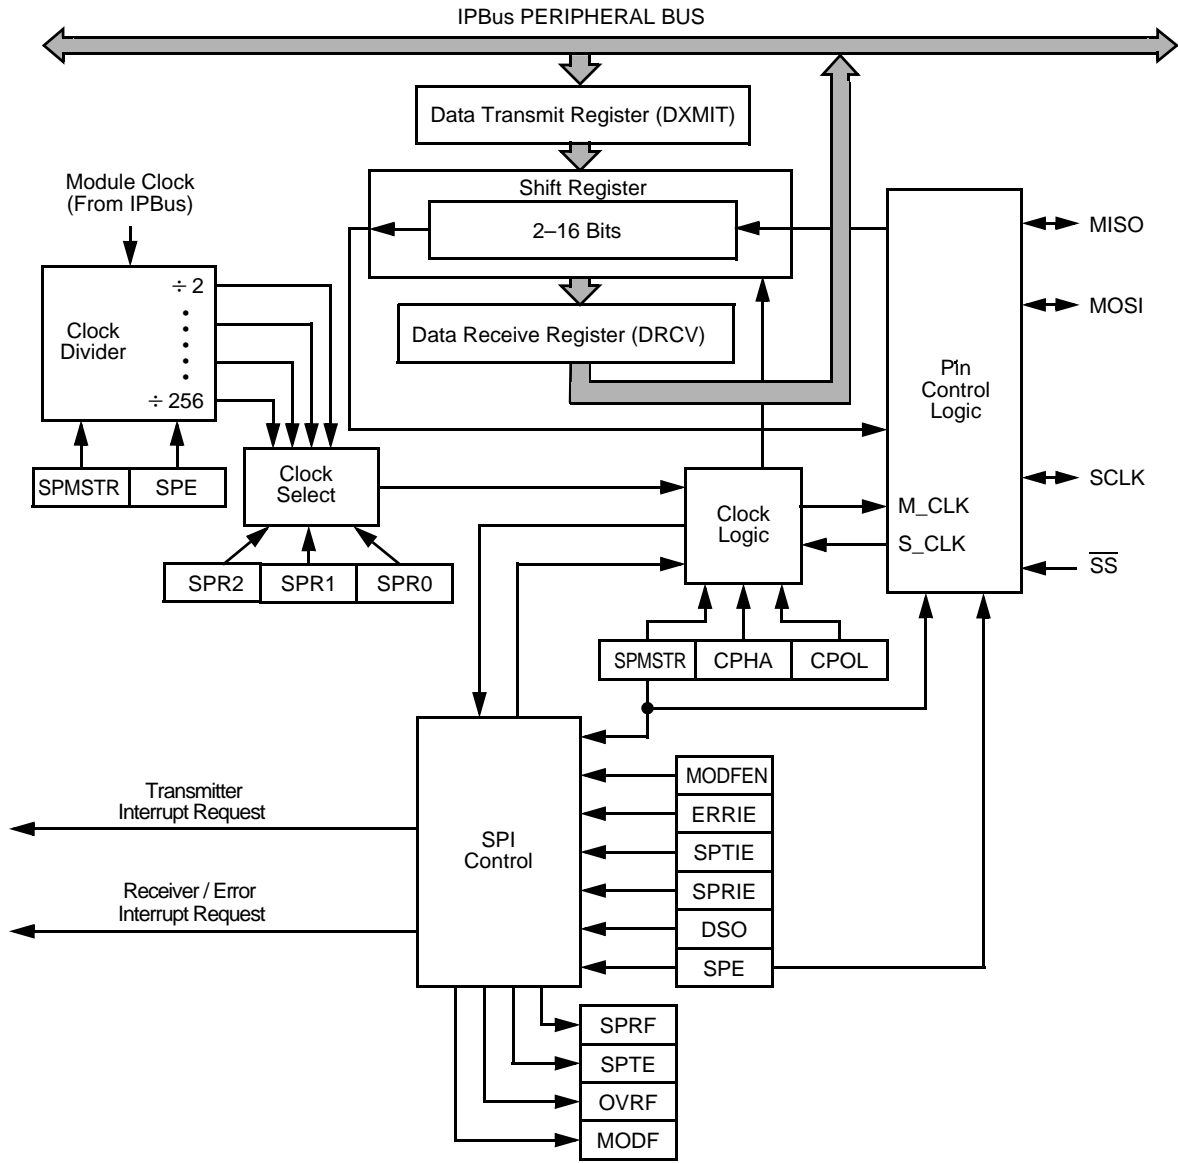 IPBus PERIPHERAL BUS
Data Transmit Register (DXMIT)
Shift Register
2–16 Bits
Data Receive Register (DRCV)
Module Clock
(From IPBus)
Clock
Divider
÷ 2
÷ 256
SPMSTR
SPE
Clock
Select
SPR2
SPR1
SPR0
Clock
Logic
Pin
Control
Logic
M_CLK
S_CLK
MISO
MOSI
SCLK
SS
SPMSTR
CPHA
CPOL
SPI
Control
Transmitter
Interrupt Request
Receiver / Error
Interrupt Request
MODFEN
ERRIE
SPTIE
SPRIE
DSO
SPE
SPRF
SPTE
OVRF
MODF